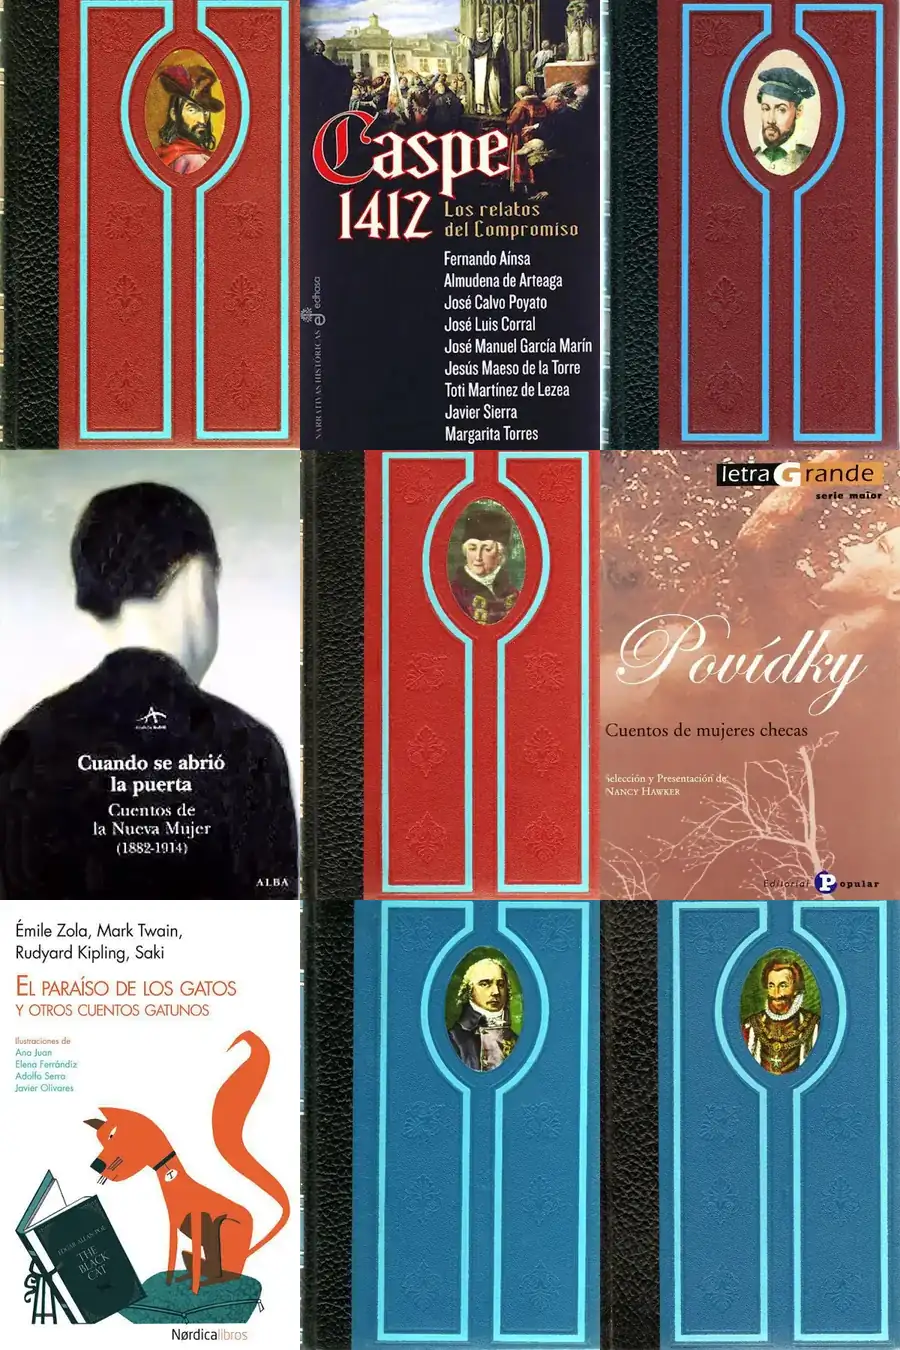 Caspe
1412
Los relatos
del Compromiso
Fernando Aínsa
Almudena de Arteaga
José Calvo Poyato
José Luis Corral
José Manuel García Marín
Jesús Maeso de la Torre
Toti Martínez de Lezea
Javier Sierra
Margarita Torres
NARRATIVAS HISTÓRICAS
edhasa
Cuando se abrió
la puerta
Cuentos de
la Nueva Mujer
(1882-1914)
ALBA
letraGrande
serie maior
Povídky
Cuentos de mujeres checas
Selección y Presentación de
NANCY HAWKER
Editorial Popular
Émile Zola, Mark Twain,
Rudyard Kipling, Saki
EL PARAÍSO DE LOS GATOS
Y OTROS CUENTOS GATUNOS
Ilustraciones de
Ana Juan
Elena Ferrándiz
Adolfo Serra
Javier Olivares
EDGAR ALLAN POE
THE
BLACK
CAT
Nørdicalibros